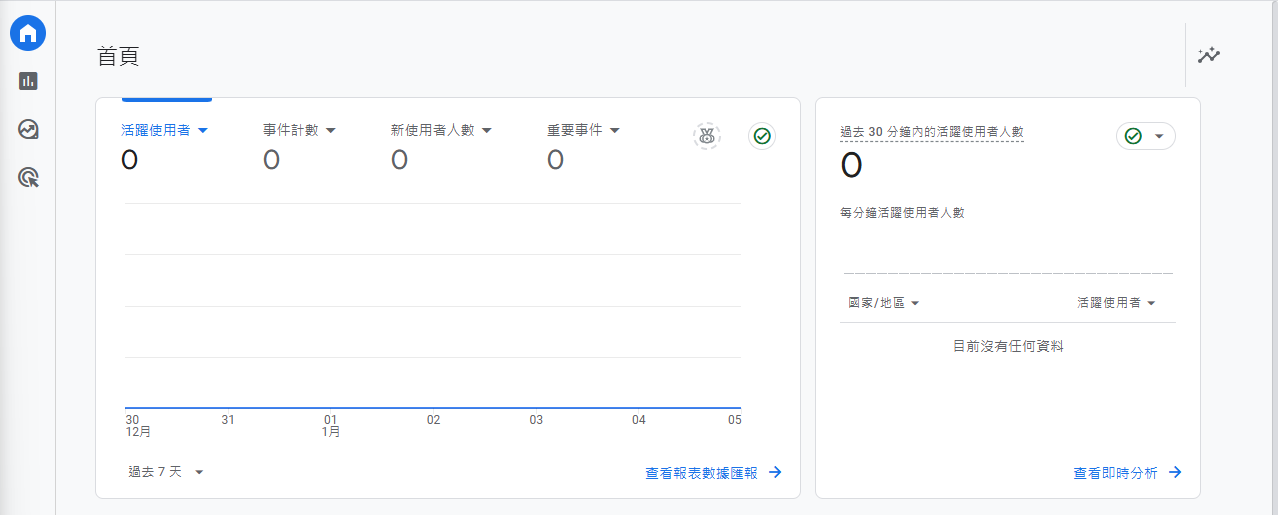 首頁
活躍使用者
0
事件計數
0
新使用者人數
0
重要事件
0
30
12月
31
01
1月
02
03
04
05
過去 7 天
查看報表數據匯報
過去 30 分鐘內的活躍使用者人數
0
每分鐘活躍使用者人數
國家/地區
活躍使用者
目前沒有任何資料
查看即時分析